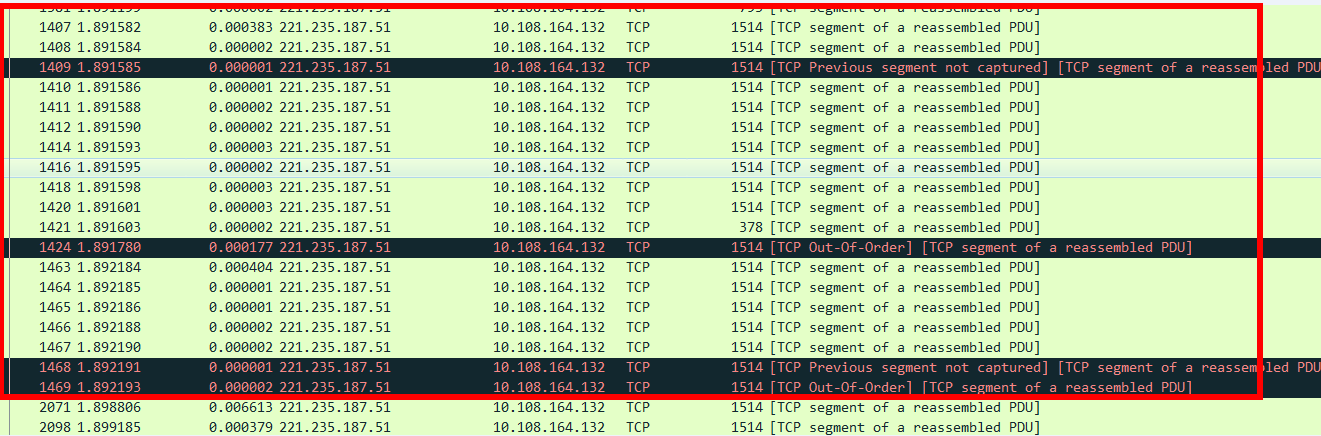 1407 1.891582 0.000383 221.235.187.51 10.108.164.132 TCP 1514 [TCP segment of a reassembled PDU]
1408 1.891584 0.000002 221.235.187.51 10.108.164.132 TCP 1514 [TCP segment of a reassembled PDU]
1409 1.891585 0.000001 221.235.187.51 10.108.164.132 TCP 1514 [TCP Previous segment not captured] [TCP segment of a reassembled PDU
1410 1.891586 0.000001 221.235.187.51 10.108.164.132 TCP 1514 [TCP segment of a reassembled PDU]
1411 1.891588 0.000002 221.235.187.51 10.108.164.132 TCP 1514 [TCP segment of a reassembled PDU]
1412 1.891590 0.000002 221.235.187.51 10.108.164.132 TCP 1514 [TCP segment of a reassembled PDU]
1414 1.891593 0.000003 221.235.187.51 10.108.164.132 TCP 1514 [TCP segment of a reassembled PDU]
1416 1.891595 0.000002 221.235.187.51 10.108.164.132 TCP 1514 [TCP segment of a reassembled PDU]
1418 1.891598 0.000003 221.235.187.51 10.108.164.132 TCP 1514 [TCP segment of a reassembled PDU]
1420 1.891601 0.000003 221.235.187.51 10.108.164.132 TCP 1514 [TCP segment of a reassembled PDU]
1421 1.891603 0.000002 221.235.187.51 10.108.164.132 TCP 378 [TCP segment of a reassembled PDU]
1424 1.891780 0.000177 221.235.187.51 10.108.164.132 TCP 1514 [TCP Out-Of-Order] [TCP segment of a reassembled PDU]
1463 1.892184 0.000404 221.235.187.51 10.108.164.132 TCP 1514 [TCP segment of a reassembled PDU]
1464 1.892185 0.000001 221.235.187.51 10.108.164.132 TCP 1514 [TCP segment of a reassembled PDU]
1465 1.892186 0.000001 221.235.187.51 10.108.164.132 TCP 1514 [TCP segment of a reassembled PDU]
1466 1.892188 0.000002 221.235.187.51 10.108.164.132 TCP 1514 [TCP segment of a reassembled PDU]
1467 1.892190 0.000002 221.235.187.51 10.108.164.132 TCP 1514 [TCP segment of a reassembled PDU]
1468 1.892191 0.000001 221.235.187.51 10.108.164.132 TCP 1514 [TCP Previous segment not captured] [TCP segment of a reassembled PDU
1469 1.892193 0.000002 221.235.187.51 10.108.164.132 TCP 1514 [TCP Out-Of-Order] [TCP segment of a reassembled PDU]
2071 1.898806 0.006613 221.235.187.51 10.108.164.132 TCP 1514 [TCP segment of a reassembled PDU]
2098 1.899185 0.000379 221.235.187.51 10.108.164.132 TCP 1514 [TCP segment of a reassembled PDU]